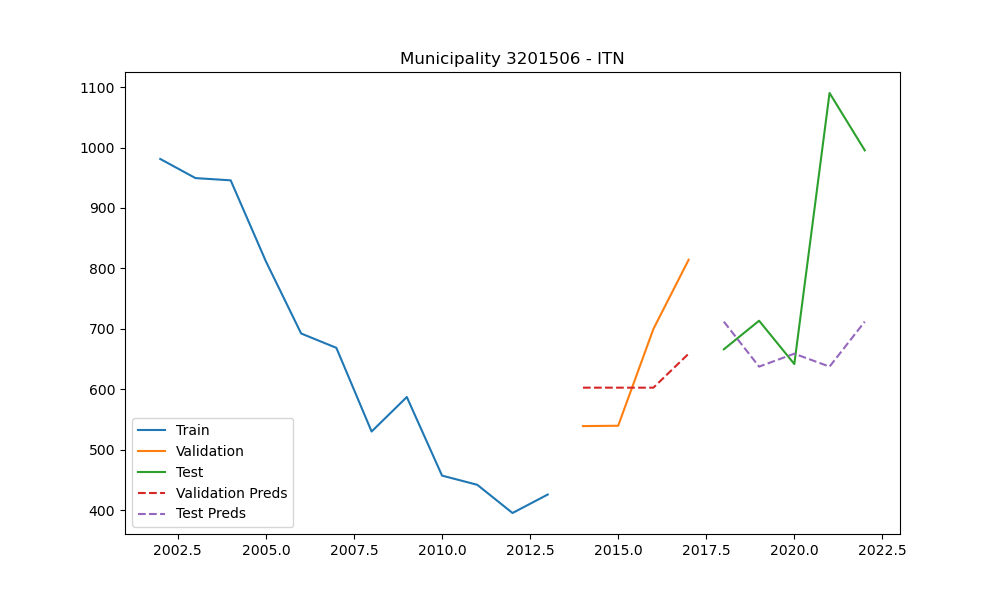 Municipality 3201506 - ITN
1100
1000
900
800
700
600
500
400
Train
Validation
Test
Validation Preds
Test Preds
2002.5 2005.0 2007.5 2010.0 2012.5 2015.0 2017.5 2020.0 2022.5